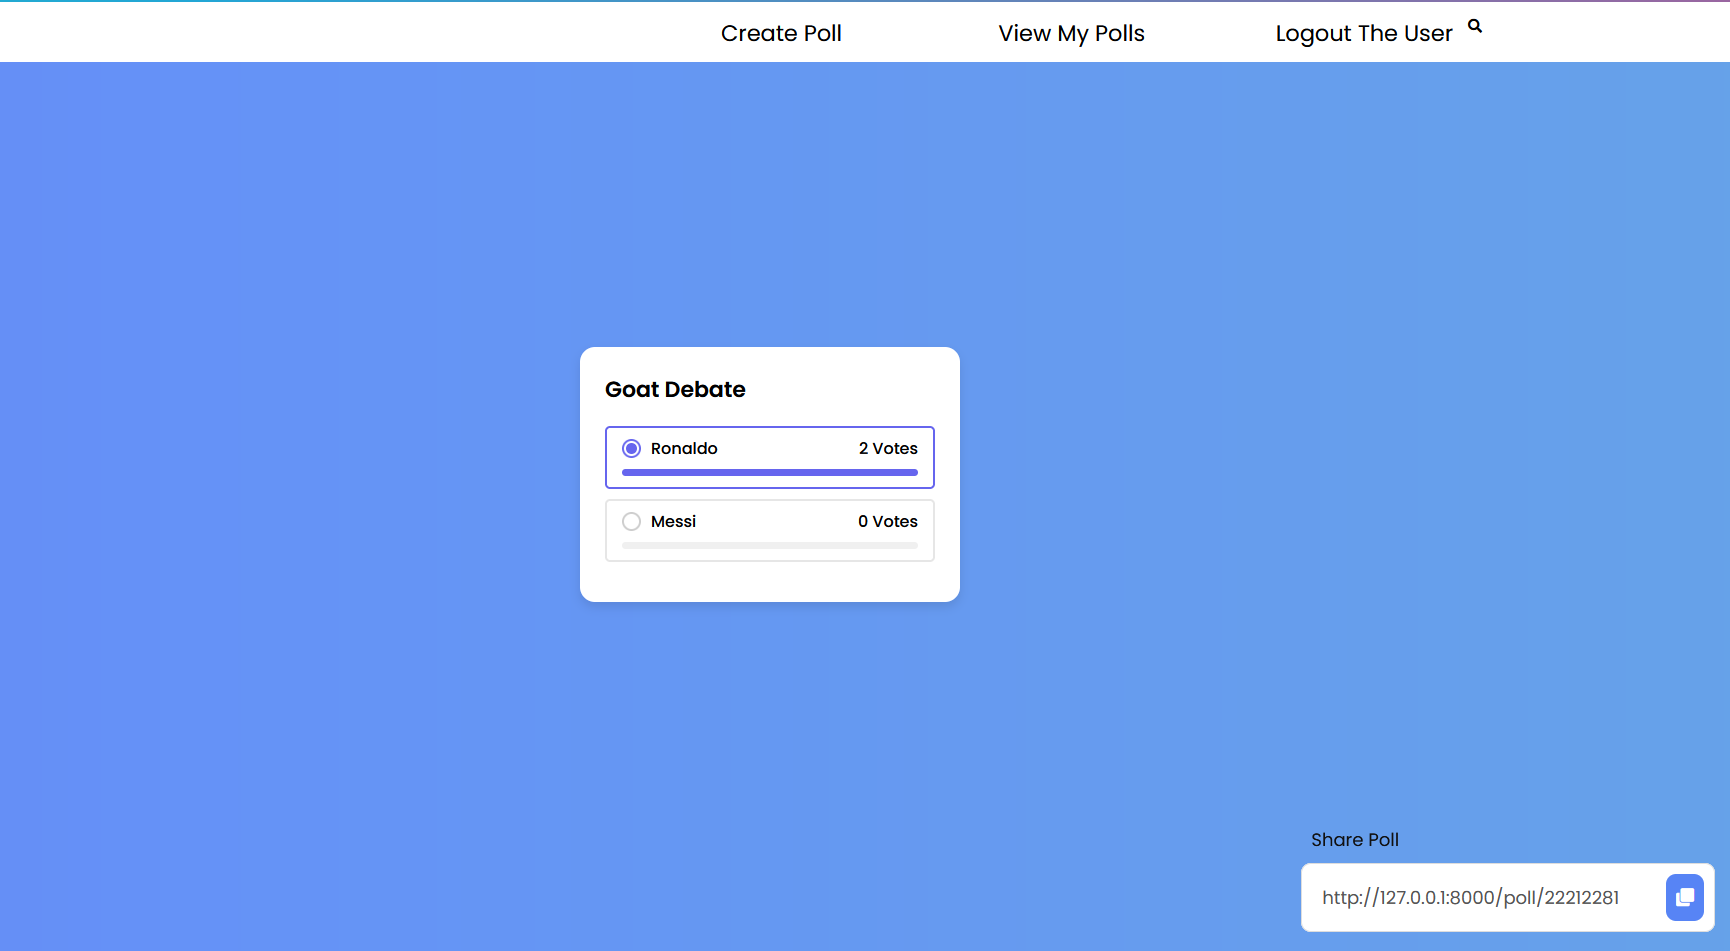 Create Poll View My Polls Logout The User
Goat Debate
Ronaldo 2 Votes
Messi 0 Votes
Share Poll
http://127.0.0.1:8000/poll/22212281